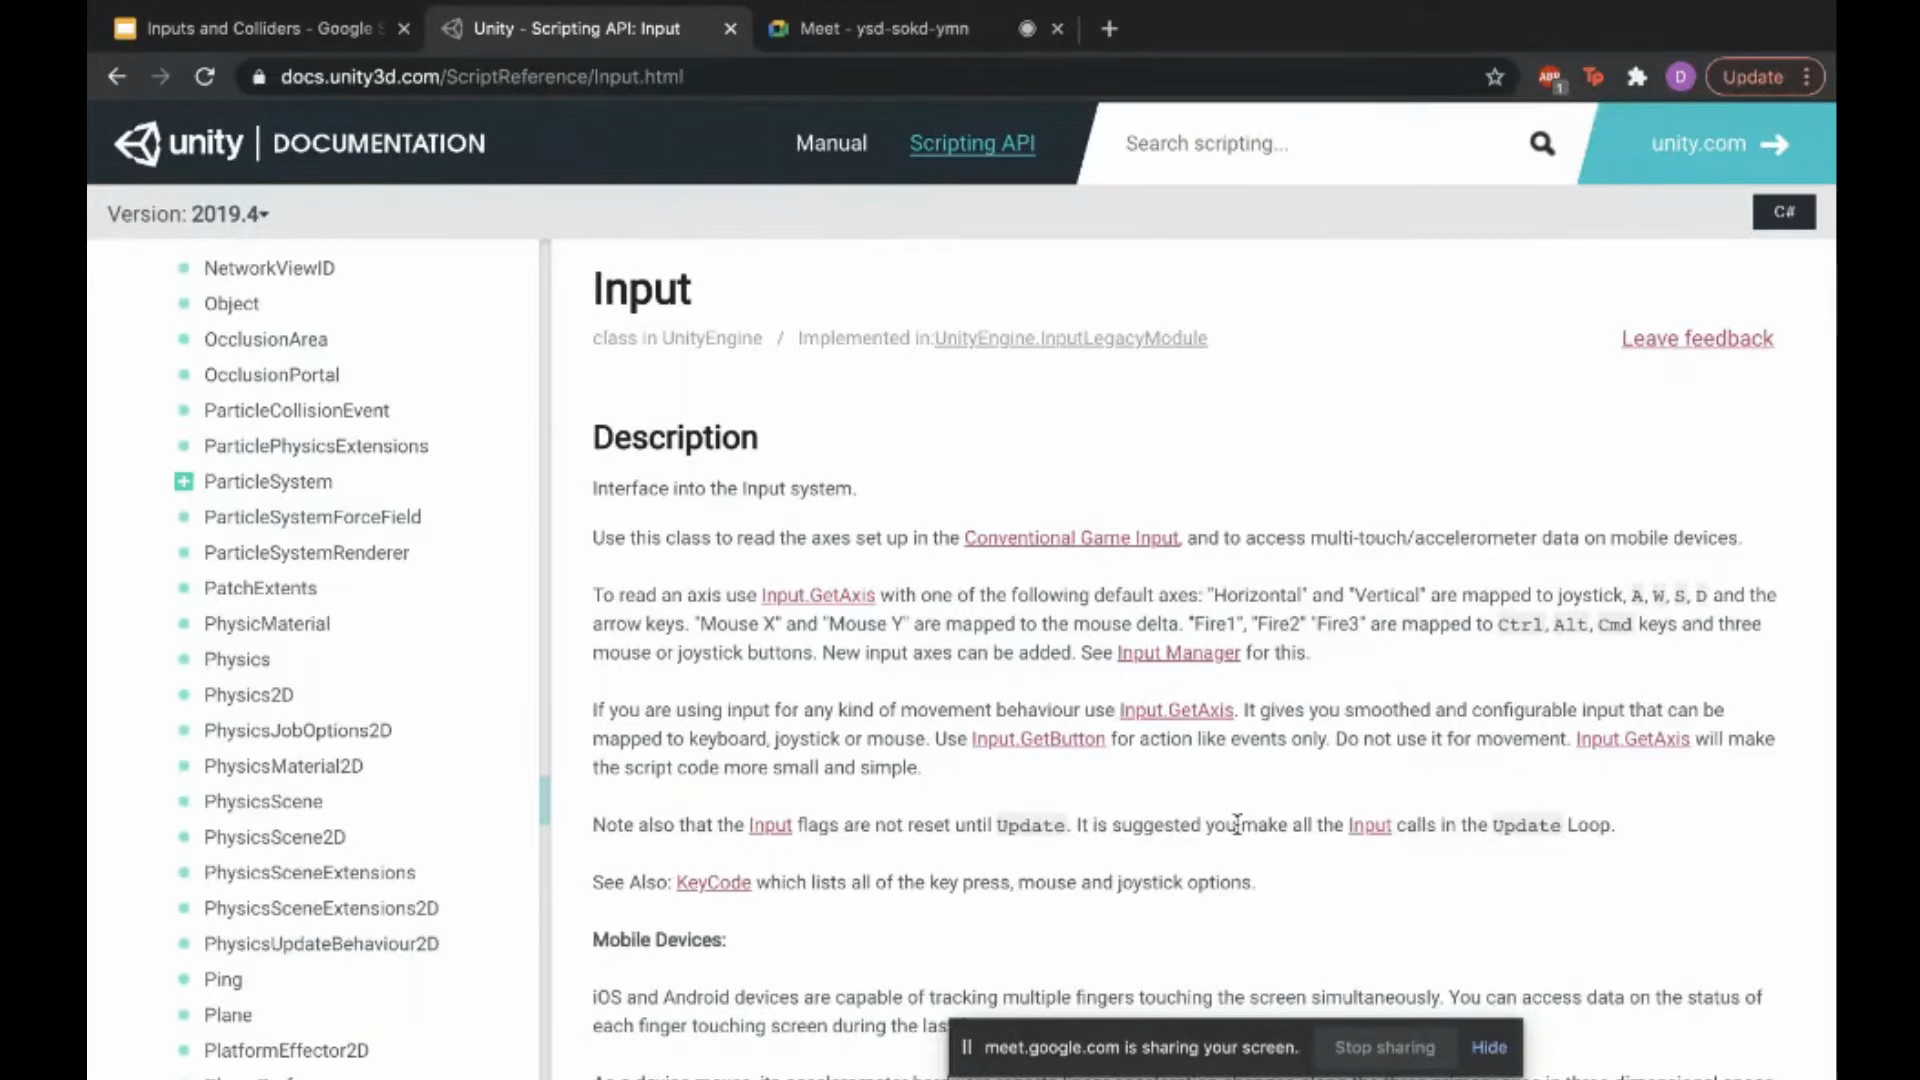 Inputs and Colliders - Google S
Unity - Scripting API: Input
Meet - ysd-sokd-ymn
docs.unity3d.com/ScriptReference/Input.html
ABP
1
Tp
D
Update
unity | DOCUMENTATION
Manual
Scripting API
Search scripting...
unity.com
Version: 2019.4
C#
NetworkViewID
Object
OcclusionArea
OcclusionPortal
ParticleCollisionEvent
ParticlePhysicsExtensions
ParticleSystem
ParticleSystemForceField
ParticleSystemRenderer
PatchExtents
PhysicMaterial
Physics
Physics2D
PhysicsJobOptions2D
PhysicsMaterial2D
PhysicsScene
PhysicsScene2D
PhysicsSceneExtensions
PhysicsSceneExtensions2D
PhysicsUpdateBehaviour2D
Ping
Plane
PlatformEffector2D
Input
class in UnityEngine / Implemented in:UnityEngine.InputLegacyModule
Leave feedback
Description
Interface into the Input system.
Use this class to read the axes set up in the Conventional Game Input, and to access multi-touch/accelerometer data on mobile devices.
To read an axis use Input.GetAxis with one of the following default axes: "Horizontal" and "Vertical" are mapped to joystick, A, W, S, D and the
arrow keys. "Mouse X" and "Mouse Y" are mapped to the mouse delta. "Fire1", "Fire2" "Fire3" are mapped to Ctrl, Alt, Cmd keys and three
mouse or joystick buttons. New input axes can be added. See Input Manager for this.
If you are using input for any kind of movement behaviour use Input.GetAxis. It gives you smoothed and configurable input that can be
mapped to keyboard, joystick or mouse. Use Input.GetButton for action like events only. Do not use it for movement. Input.GetAxis will make
the script code more small and simple.
Note also that the Input flags are not reset until Update. It is suggested you make all the Input calls in the Update Loop.
See Also: KeyCode which lists all of the key press, mouse and joystick options.
Mobile Devices:
iOS and Android devices are capable of tracking multiple fingers touching the screen simultaneously. You can access data on the status of
each finger touching screen during the las
meet.google.com is sharing your screen.
Stop sharing
Hide